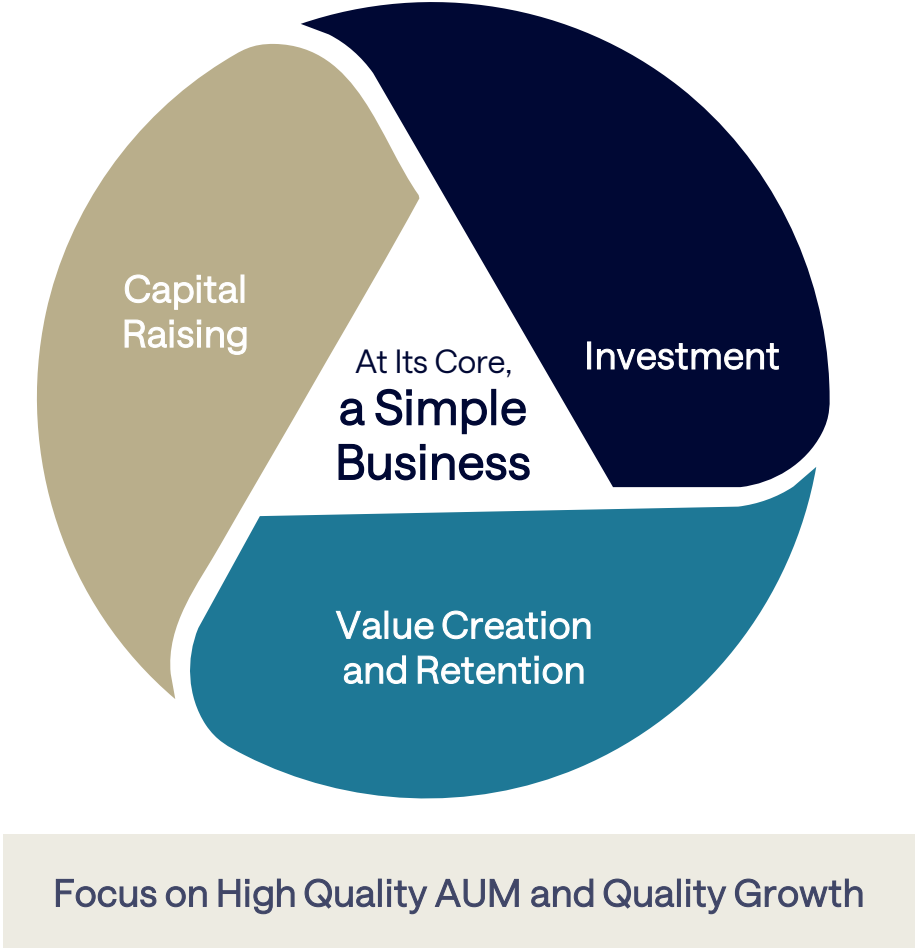 Capital
Raising
Investment
At Its Core,
a Simple
Business
Value Creation
and Retention
Focus on High Quality AUM and Quality Growth